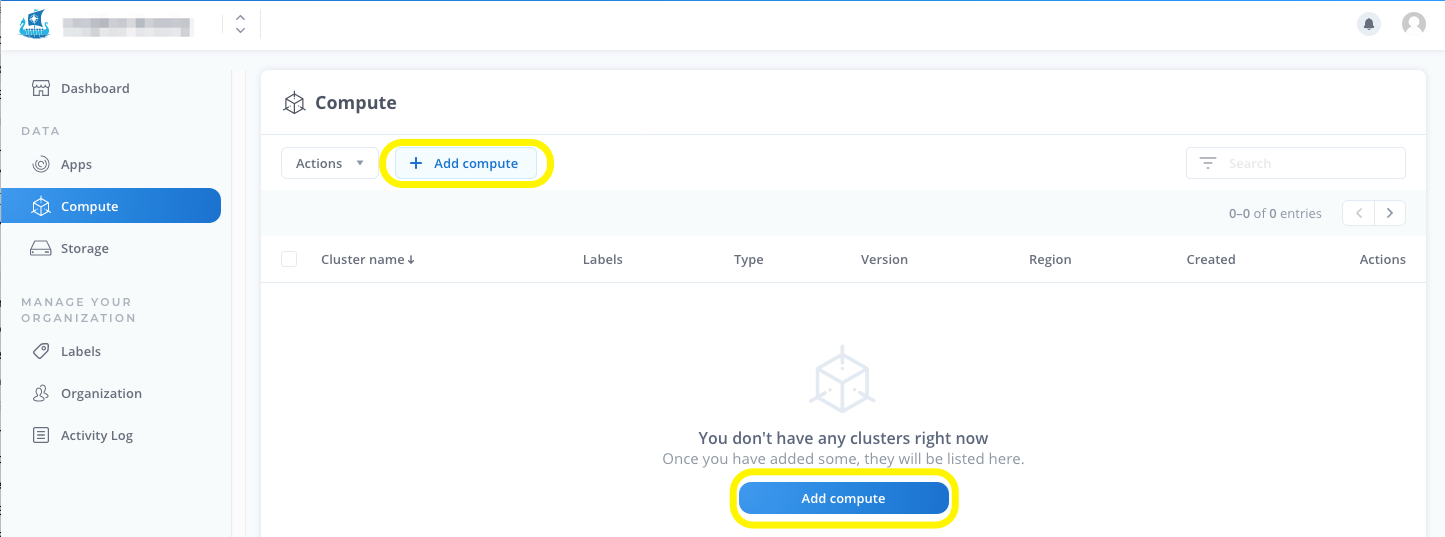 Dashboard
DATA
Apps
Compute
Storage
MANAGE YOUR
ORGANIZATION
Labels
Organization
Activity Log
Compute
Actions
Add compute
Search
0–0 of 0 entries
Cluster name Labels Type Version Region Created Actions
You don't have any clusters right now
Once you have added some, they will be listed here.
Add compute